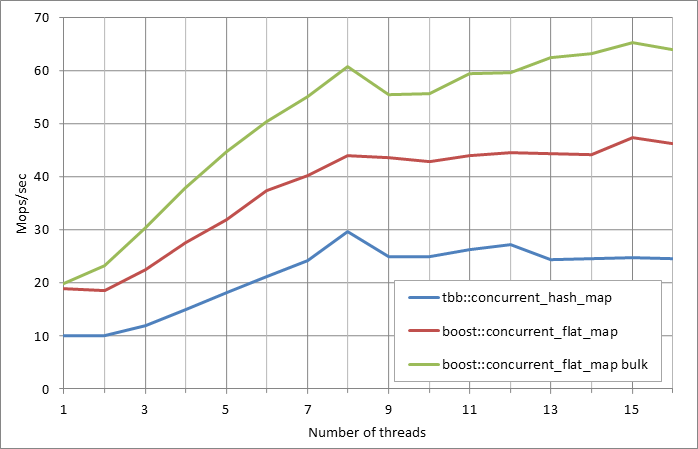 70
60
50
40
30
20
10
0
Mops/sec
tbb::concurrent_hash_map
boost::concurrent_flat_map
boost::concurrent_flat_map bulk
1 3 5 7 9 11 13 15
Number of threads